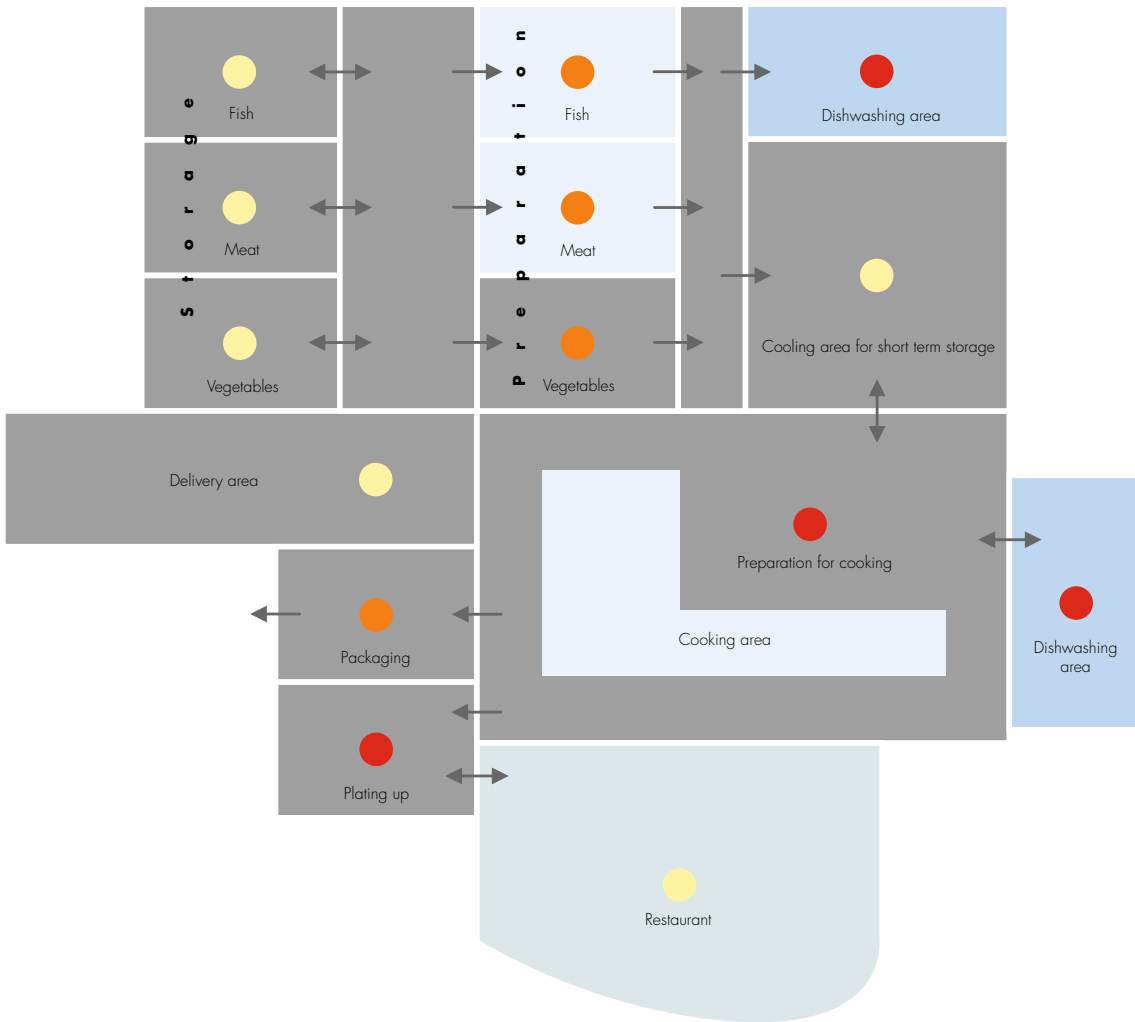 Storage
Fish
Meat
Vegetables
Preparation
Fish
Meat
Vegetables
Dishwashing area
Cooling area for short term storage
Delivery area
Preparation for cooking
Cooking area
Dishwashing
area
Packaging
Plating up
Restaurant